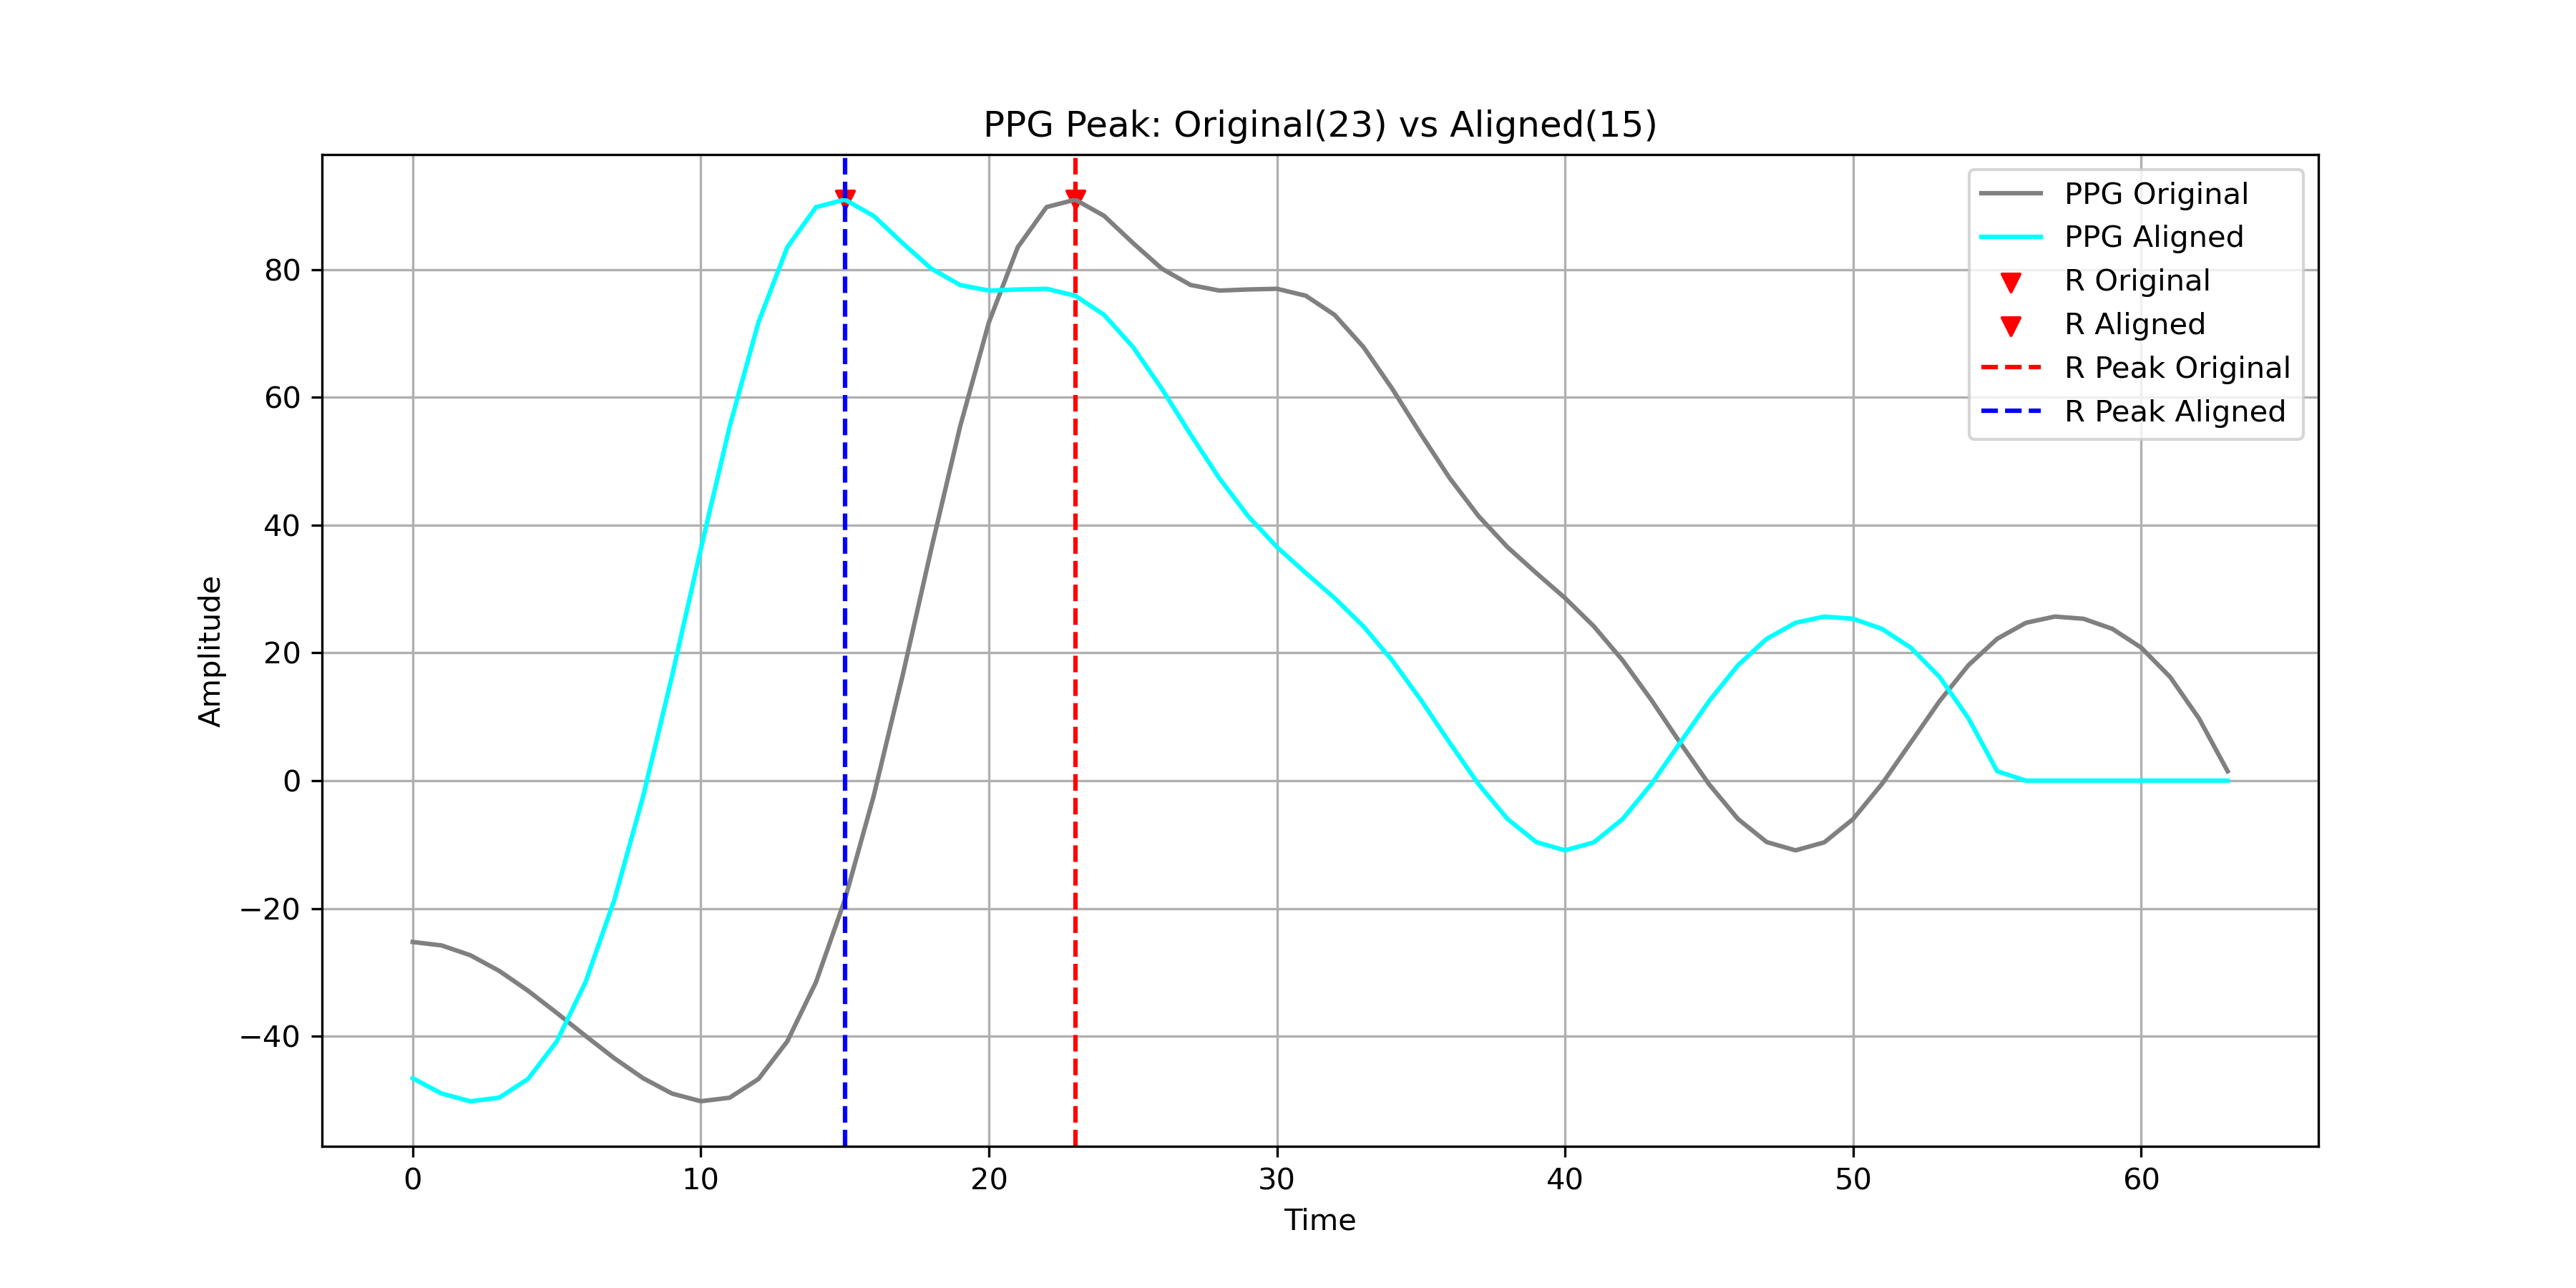 PPG Peak: Original(23) vs Aligned(15)
PPG Original
PPG Aligned
R Original
R Aligned
R Peak Original
R Peak Aligned
80
60
40
20
0
−20
−40
Amplitude
0 10 20 30 40 50 60
Time